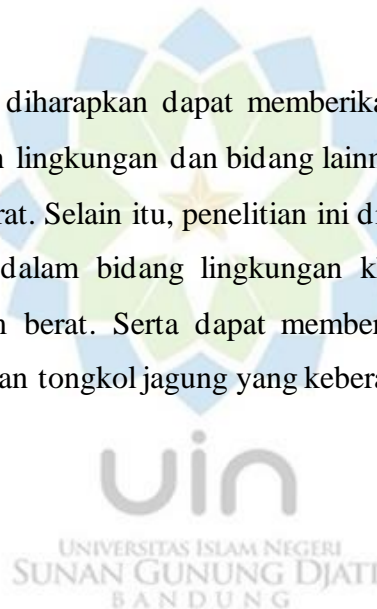 diharapkan dapat memberika
lingkungan dan bidang lainn
rat. Selain itu, penelitian ini d
dalam bidang lingkungan k
berat. Serta dapat member
an tongkol jagung yang kebera
uin
UNIVERSITAS ISLAM NEGERI
SUNAN GUNUNG DJATI
BANDUNG